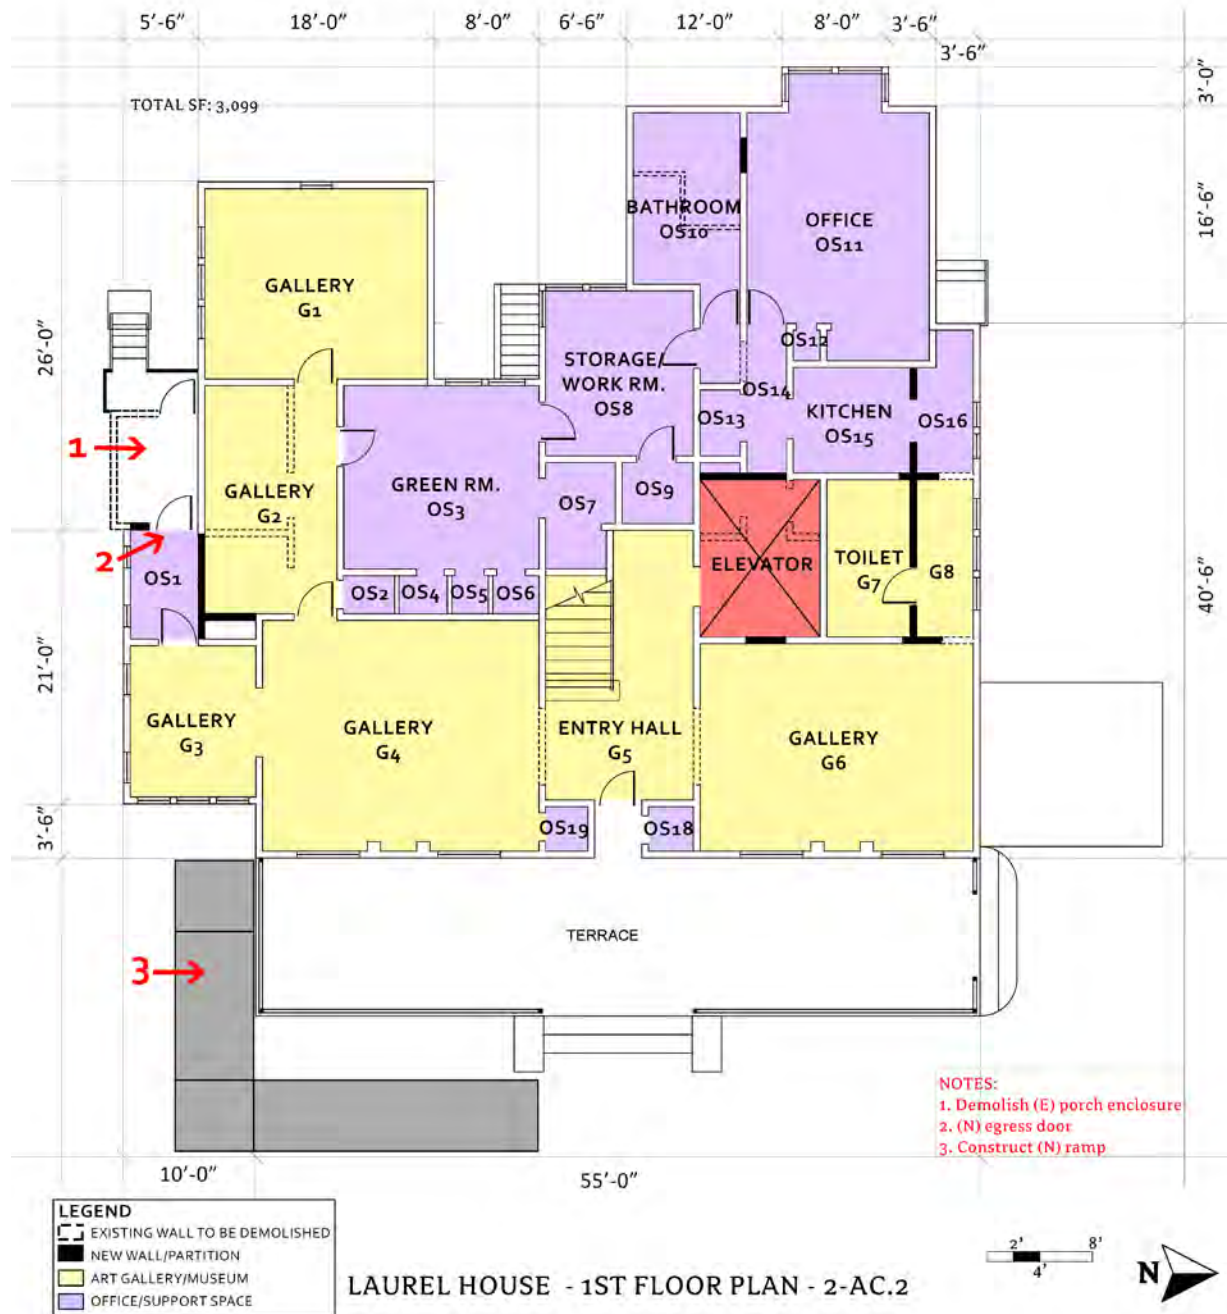 5'-6"
18'-0"
8'-0"
6'-6"
12'-0"
8'-0"
3'-6"
3'-6"
3'-0"
TOTAL SF: 3,099
16'-6"
BATHROOM
OS10
OFFICE
OS11
GALLERY
G1
26'-0"
OS12
STORAGE/
WORK RM.
OS8
OS14
OS13
KITCHEN
OS15
OS16
1
GALLERY
G2
GREEN RM.
OS3
OS7
OS9
2
OS1
ELEVATOR
TOILET
G7
G8
40'-6"
OS2
OS4
OS5
OS6
21'-0"
GALLERY
G3
GALLERY
G4
ENTRY HALL
G5
GALLERY
G6
3'-6"
OS19
OS18
TERRACE
3
NOTES:
1. Demolish (E) porch enclosure
2. (N) egress door
3. Construct (N) ramp
10'-0"
55'-0"
LEGEND
EXISTING WALL TO BE DEMOLISHED
NEW WALL/PARTITION
ART GALLERY/MUSEUM
OFFICE/SUPPORT SPACE
LAUREL HOUSE - 1ST FLOOR PLAN - 2-AC.2
2'
8'
4'
N